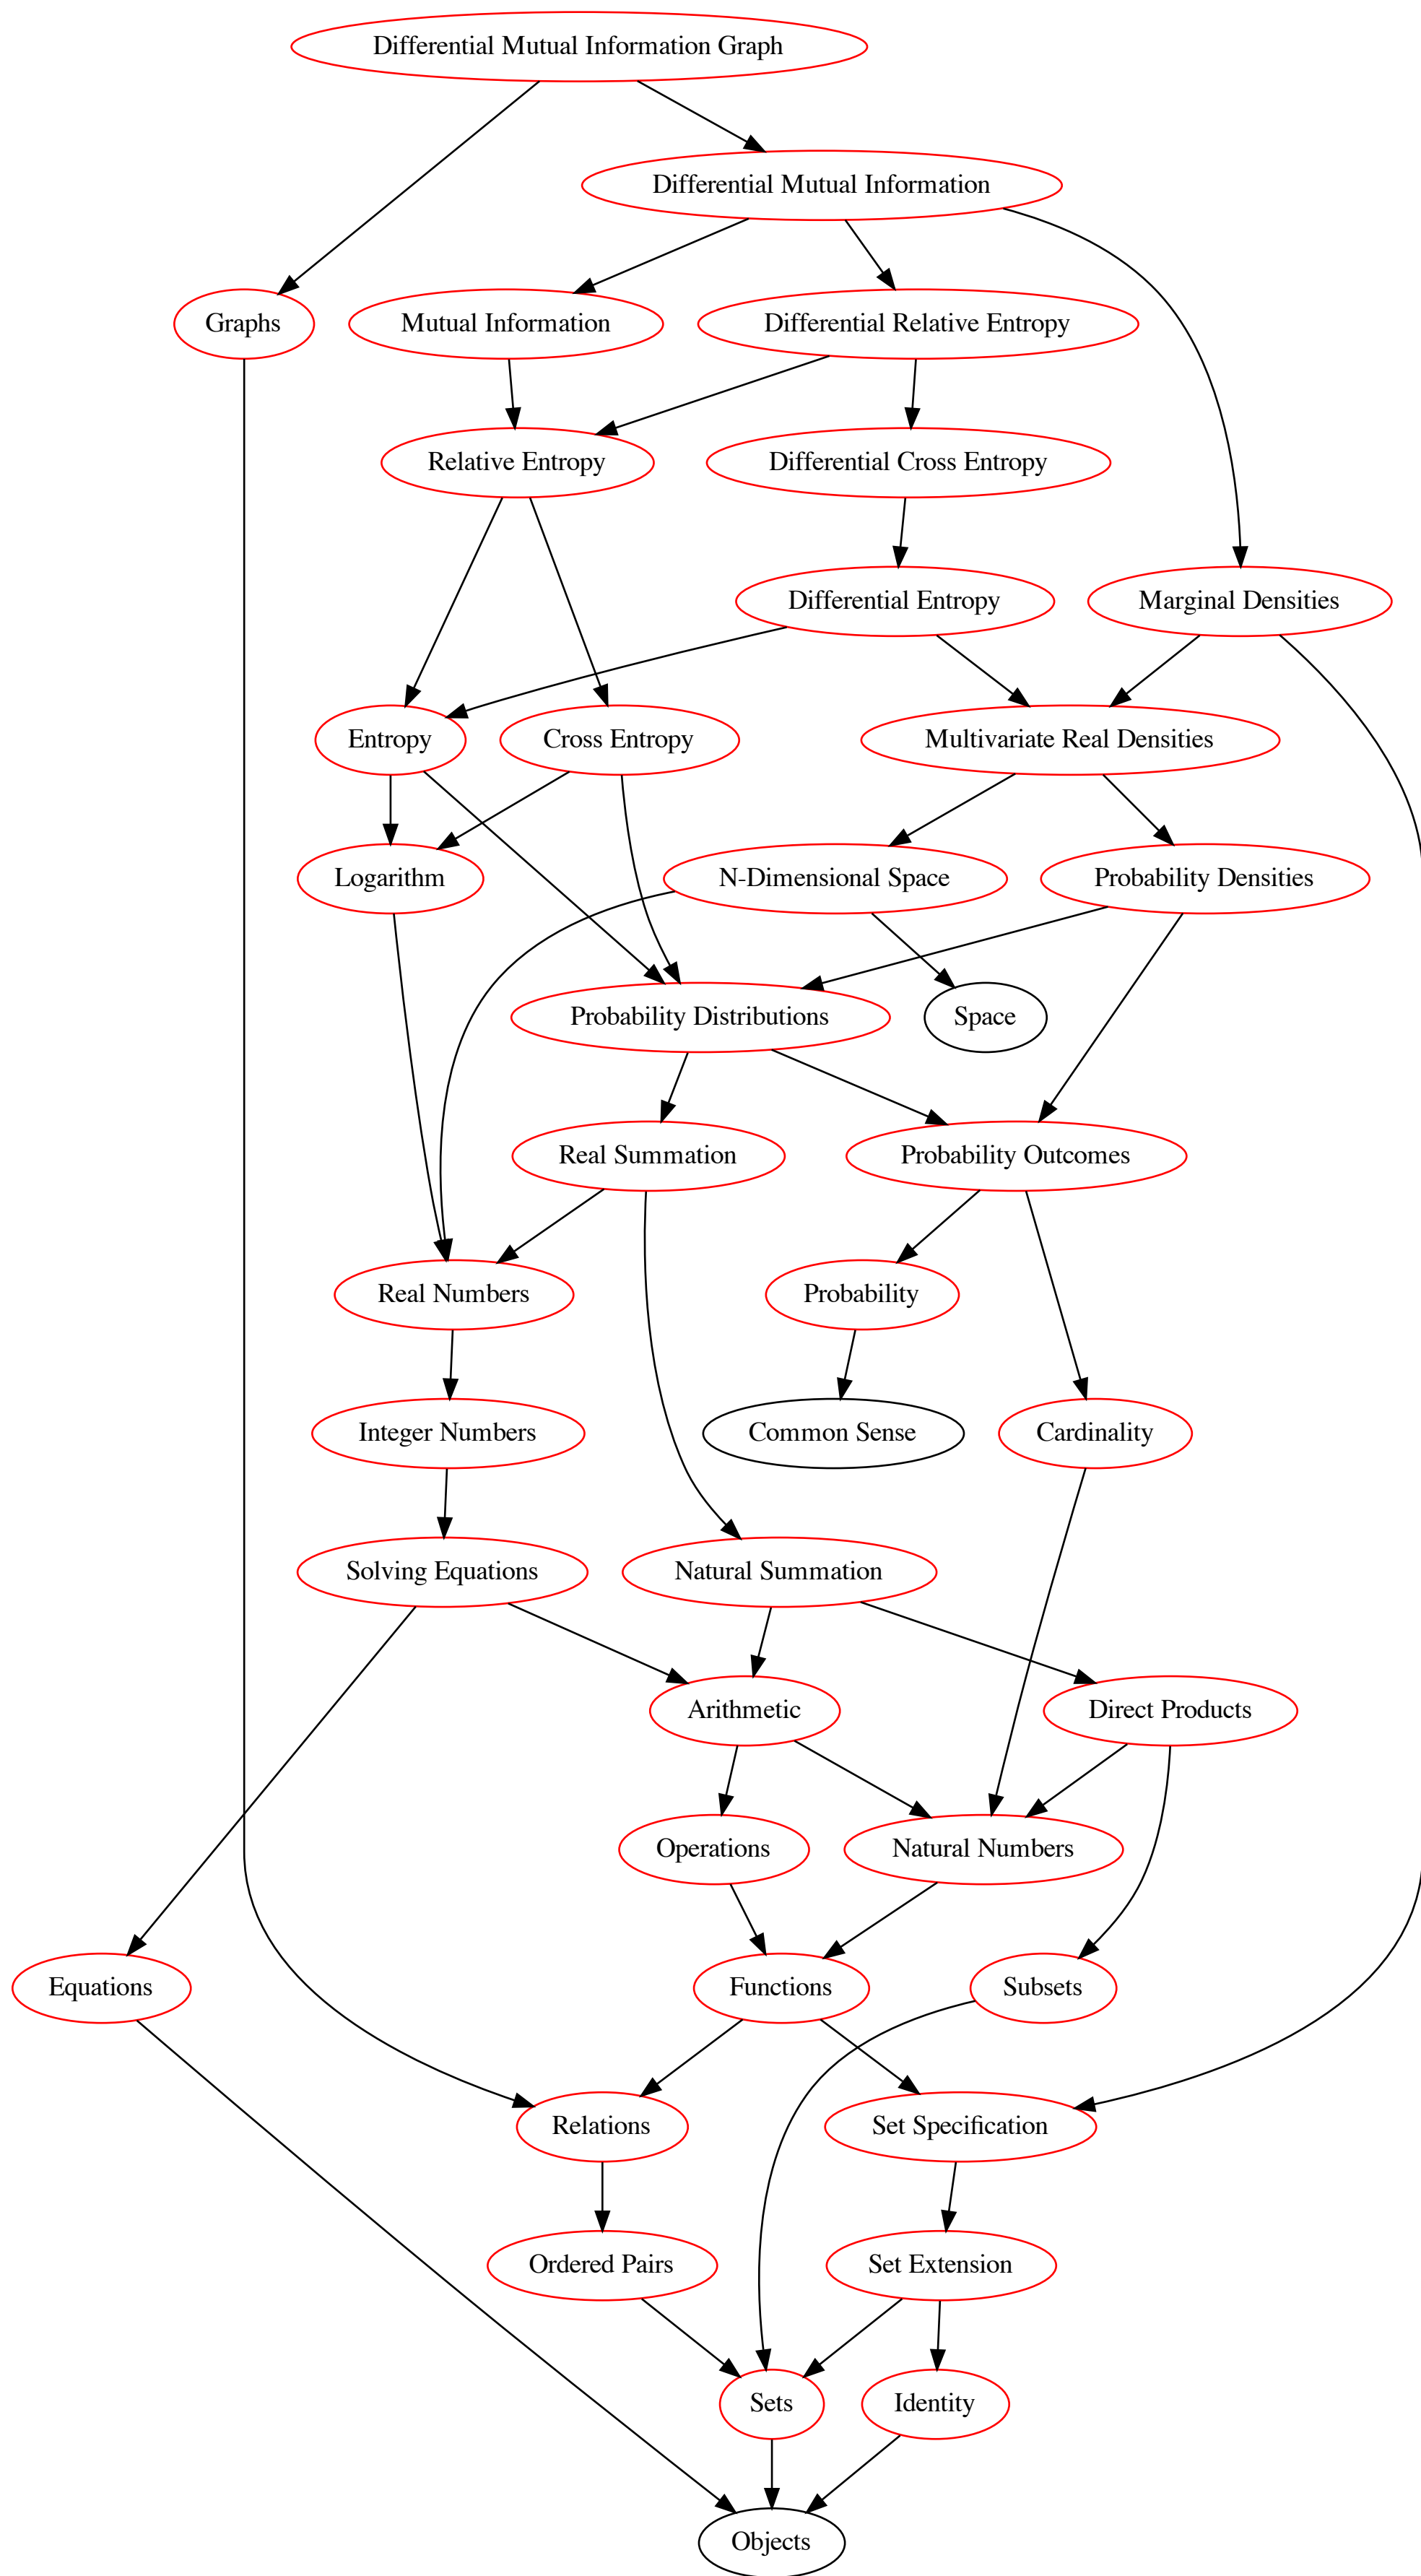 Differential Mutual Information Graph
Differential Mutual Information
Graphs
Mutual Information
Differential Relative Entropy
Relative Entropy
Differential Cross Entropy
Differential Entropy
Marginal Densities
Entropy
Cross Entropy
Multivariate Real Densities
Logarithm
N-Dimensional Space
Probability Densities
Probability Distributions
Space
Real Summation
Probability Outcomes
Real Numbers
Probability
Integer Numbers
Common Sense
Cardinality
Solving Equations
Natural Summation
Arithmetic
Direct Products
Operations
Natural Numbers
Equations
Functions
Subsets
Relations
Set Specification
Ordered Pairs
Set Extension
Sets
Identity
Objects